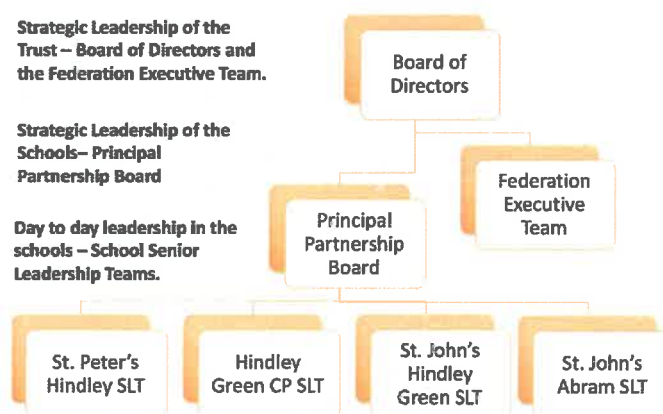 Strategic Leadership of the
Trust – Board of Directors and
the Federation Executive Team.
Board of
Directors
Strategic Leadership of the
Schools– Principal
Partnership Board
Federation
Executive
Team
Day to day leadership in the
schools – School Senior
Leadership Teams.
Principal
Partnership
Board
St. Peter's
Hindley SLT
Hindley
Green CP SLT
St. John's
Hindley
Green SLT
St. John's
Abram SLT